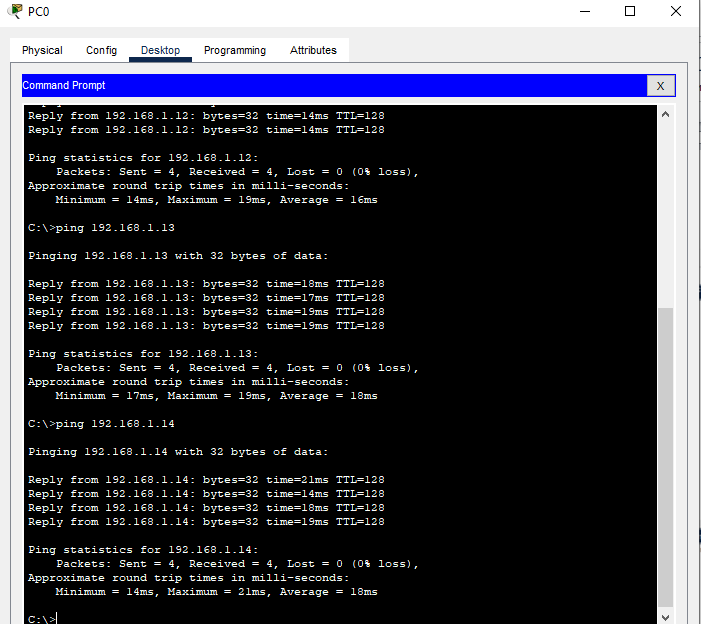 PC0
Physical Config Desktop Programming Attributes
Command Prompt
X
Reply from 192.168.1.12: bytes=32 time=14ms TTL=128
Reply from 192.168.1.12: bytes=32 time=14ms TTL=128
Ping statistics for 192.168.1.12:
Packets: Sent = 4, Received = 4, Lost = 0 (0% loss),
Approximate round trip times in milli-seconds:
Minimum = 14ms, Maximum = 19ms, Average = 16ms
C:\>ping 192.168.1.13
Pinging 192.168.1.13 with 32 bytes of data:
Reply from 192.168.1.13: bytes=32 time=18ms TTL=128
Reply from 192.168.1.13: bytes=32 time=17ms TTL=128
Reply from 192.168.1.13: bytes=32 time=19ms TTL=128
Reply from 192.168.1.13: bytes=32 time=19ms TTL=128
Ping statistics for 192.168.1.13:
Packets: Sent = 4, Received = 4, Lost = 0 (0% loss),
Approximate round trip times in milli-seconds:
Minimum = 17ms, Maximum = 19ms, Average = 18ms
C:\>ping 192.168.1.14
Pinging 192.168.1.14 with 32 bytes of data:
Reply from 192.168.1.14: bytes=32 time=21ms TTL=128
Reply from 192.168.1.14: bytes=32 time=14ms TTL=128
Reply from 192.168.1.14: bytes=32 time=18ms TTL=128
Reply from 192.168.1.14: bytes=32 time=19ms TTL=128
Ping statistics for 192.168.1.14:
Packets: Sent = 4, Received = 4, Lost = 0 (0% loss),
Approximate round trip times in milli-seconds:
Minimum = 14ms, Maximum = 21ms, Average = 18ms
C:\>